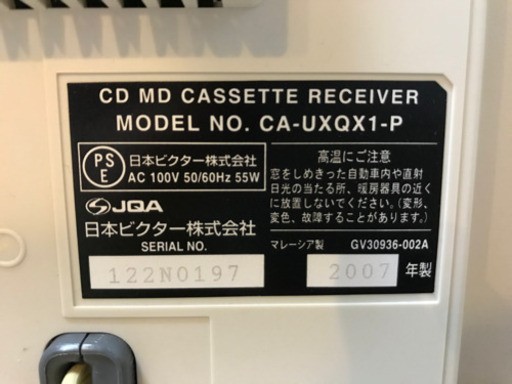 CD MD CASSETTE RECEIVER
MODEL NO. CA-UXQX1-P
PS
E
日本ビクター株式会社
AC 100V 50/60Hz 55W
JQA
日本ビクター株式会社
SERIAL NO.
122N0197
高温にご注意
窓をしめきった自動車内や直射
日光の当たる所、暖房器具の近く
に放置しないでください。(変形、
変色、故障することがあります。)
マレーシア製 GV30936-002A
2007 年製